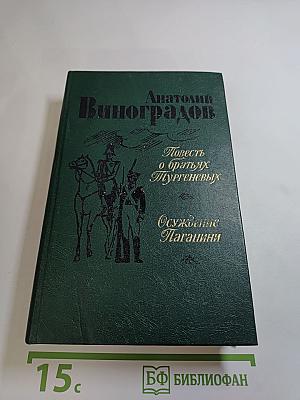 Анатолий
Виноградов
Повесть
о братьях
Тургеневых
Осуждение
Паганини
15с
БФ БИБЛИОФАН